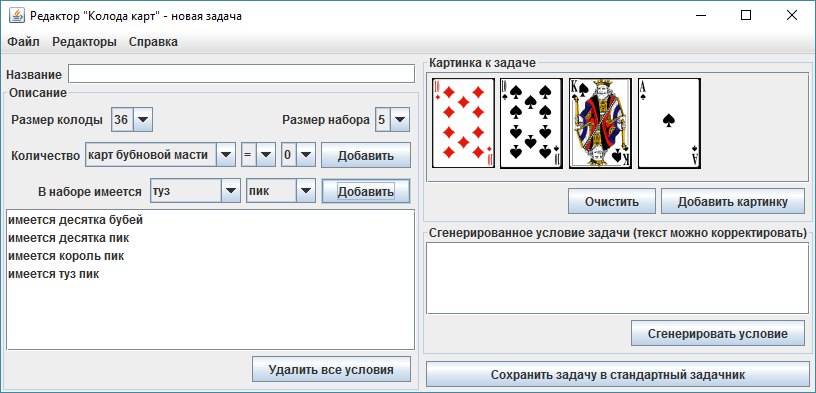 Редактор "Колода карт" - новая задача
Файл Редакторы Справка
Название
Описание
Размер колоды 36 Размер набора 5
Количество карт бубновой масти = 0 Добавить
В наборе имеется туз пик Добавить
имеется десятка бубей
имеется десятка пик
имеется король пик
имеется туз пик
Удалить все условия
Картинка к задаче
10 10 K A
10 10 K A
Очистить Добавить картинку
Сгенерированное условие задачи (текст можно корректировать)
Сгенерировать условие
Сохранить задачу в стандартный задачник